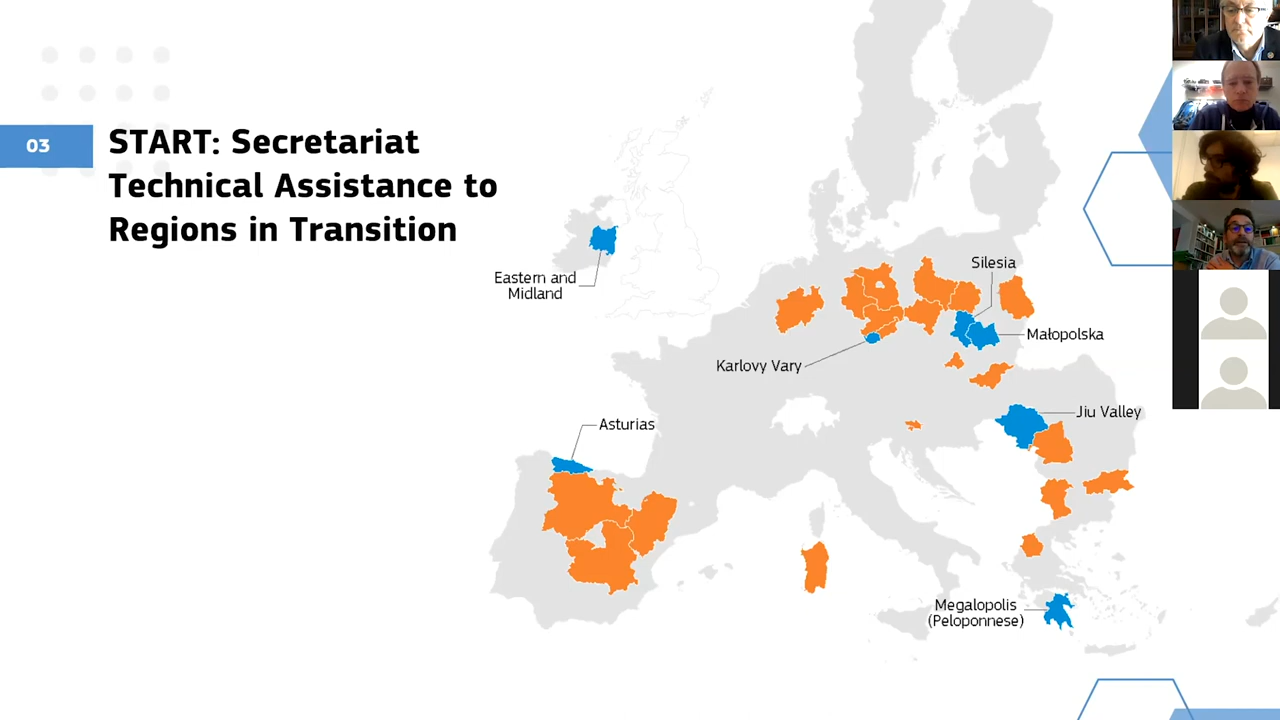 03
START: Secretariat
Technical Assistance to
Regions in Transition
Eastern and
Midland
Silesia
Małopolska
Karlovy Vary
Jiu Valley
Asturias
Megalopolis
(Peloponnese)